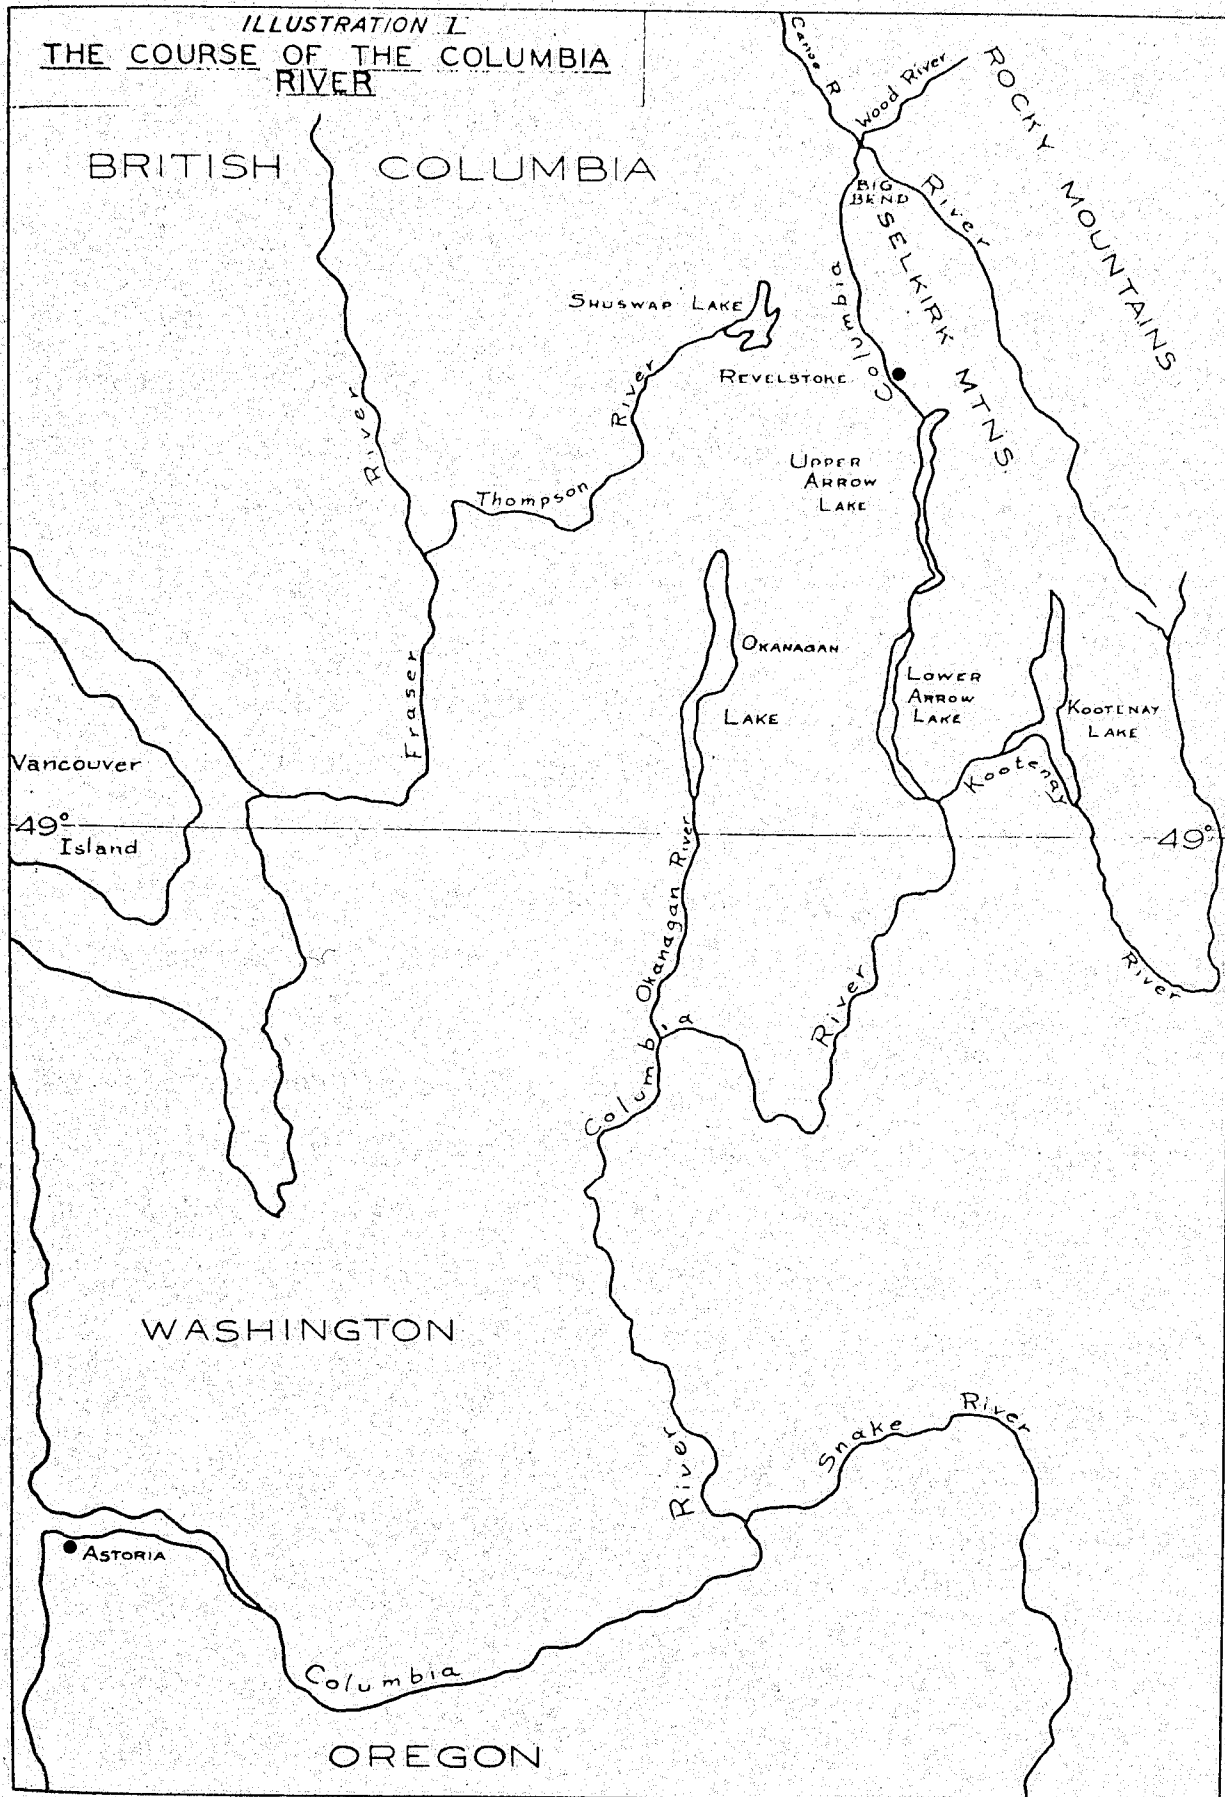 ILLUSTRATION I
THE COURSE OF THE COLUMBIA
RIVER
Canoe R
Wood River
ROCKY MOUNTAINS
BRITISH COLUMBIA
BIG
BEND
River
SELKIRK MTNS.
Columbia
SHUSWAP LAKE
REVELSTOKE
River
River
Thompson
UPPER
ARROW
LAKE
OKANAGAN
LAKE
LOWER
ARROW
LAKE
KOOTENAY
LAKE
Fraser
Vancouver
Island
Kootenay
49°
49°
Okanagan River
River
River
Columbia
WASHINGTON
River
Snake River
ASTORIA
Columbia
OREGON